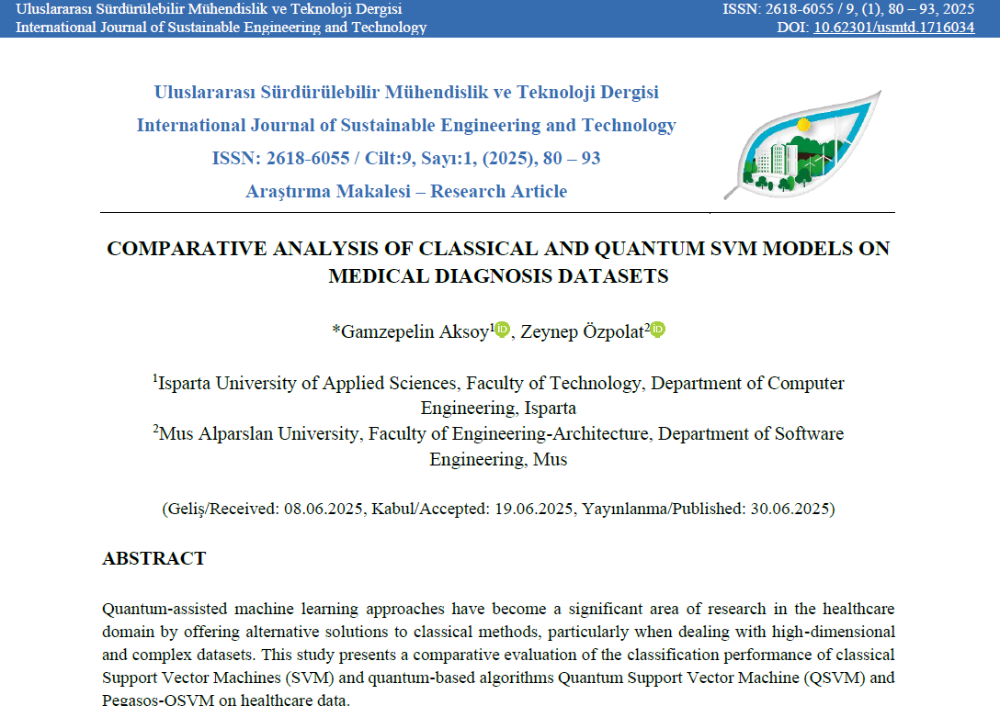 Uluslararası Sürdürülebilir Mühendislik ve Teknoloji Dergisi
International Journal of Sustainable Engineering and Technology
ISSN: 2618-6055 / 9, (1), 80 – 93, 2025
DOI: 10.62301/usmtd.1716034
Uluslararası Sürdürülebilir Mühendislik ve Teknoloji Dergisi
International Journal of Sustainable Engineering and Technology
ISSN: 2618-6055 / Cilt:9, Sayı:1, (2025), 80 – 93
Araştırma Makalesi – Research Article
COMPARATIVE ANALYSIS OF CLASSICAL AND QUANTUM SVM MODELS ON
MEDICAL DIAGNOSIS DATASETS
*Gamzepelin Aksoy¹iD, Zeynep Özpolat²iD
¹Isparta University of Applied Sciences, Faculty of Technology, Department of Computer
Engineering, Isparta
²Mus Alparslan University, Faculty of Engineering-Architecture, Department of Software
Engineering, Mus
(Geliş/Received: 08.06.2025, Kabul/Accepted: 19.06.2025, Yayınlanma/Published: 30.06.2025)
ABSTRACT
Quantum-assisted machine learning approaches have become a significant area of research in the healthcare
domain by offering alternative solutions to classical methods, particularly when dealing with high-dimensional
and complex datasets. This study presents a comparative evaluation of the classification performance of classical
Support Vector Machines (SVM) and quantum-based algorithms Quantum Support Vector Machine (QSVM) and
Pegasos-QSVM on healthcare data.